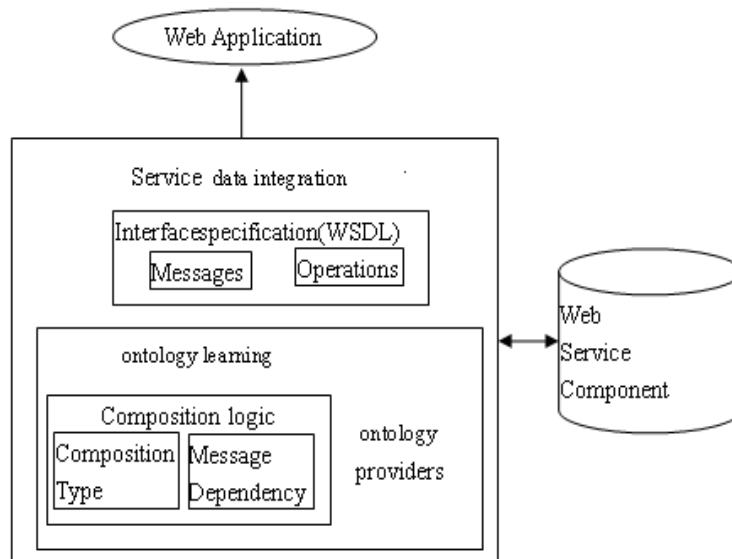 Web Application
Service data integration
Interfacespecification(WSDL)
Messages
Operations
ontology learning
Composition logic
Composition
Type
Message
Dependency
ontology
providers
Web
Service
Component